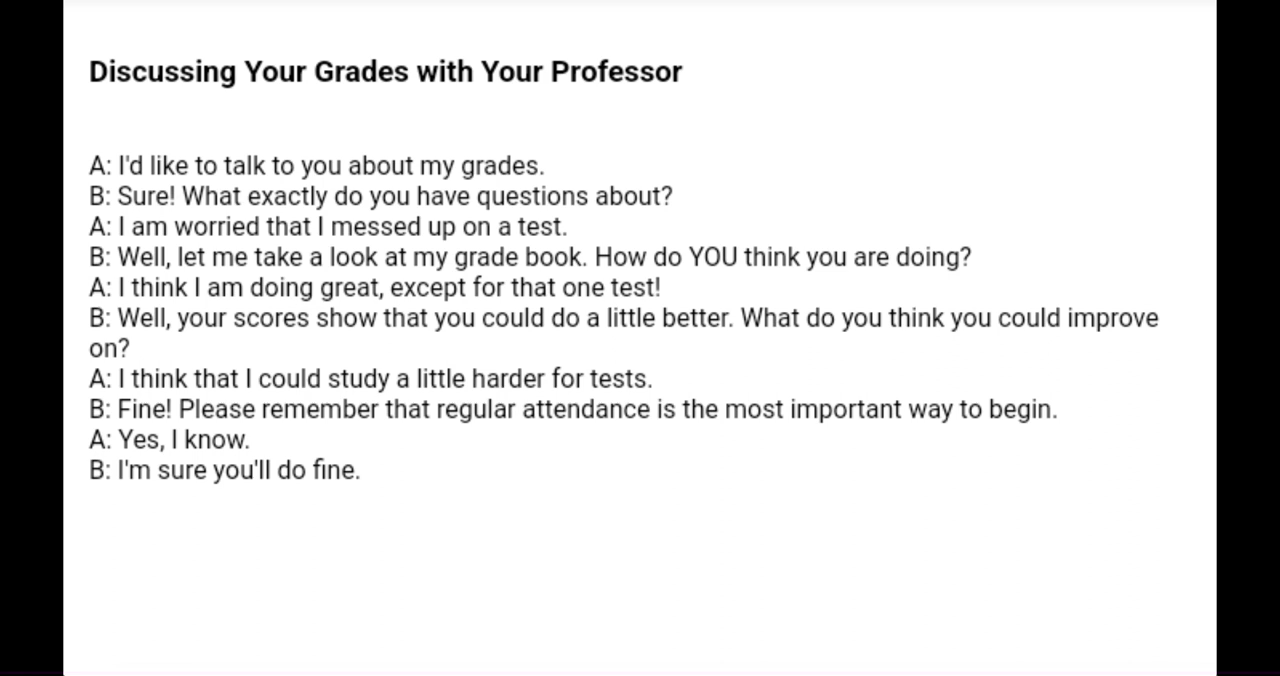 Discussing Your Grades with Your Professor
A: I'd like to talk to you about my grades.
B: Sure! What exactly do you have questions about?
A: I am worried that I messed up on a test.
B: Well, let me take a look at my grade book. How do YOU think you are doing?
A: I think I am doing great, except for that one test!
B: Well, your scores show that you could do a little better. What do you think you could improve
on?
A: I think that I could study a little harder for tests.
B: Fine! Please remember that regular attendance is the most important way to begin.
A: Yes, I know.
B: I'm sure you'll do fine.